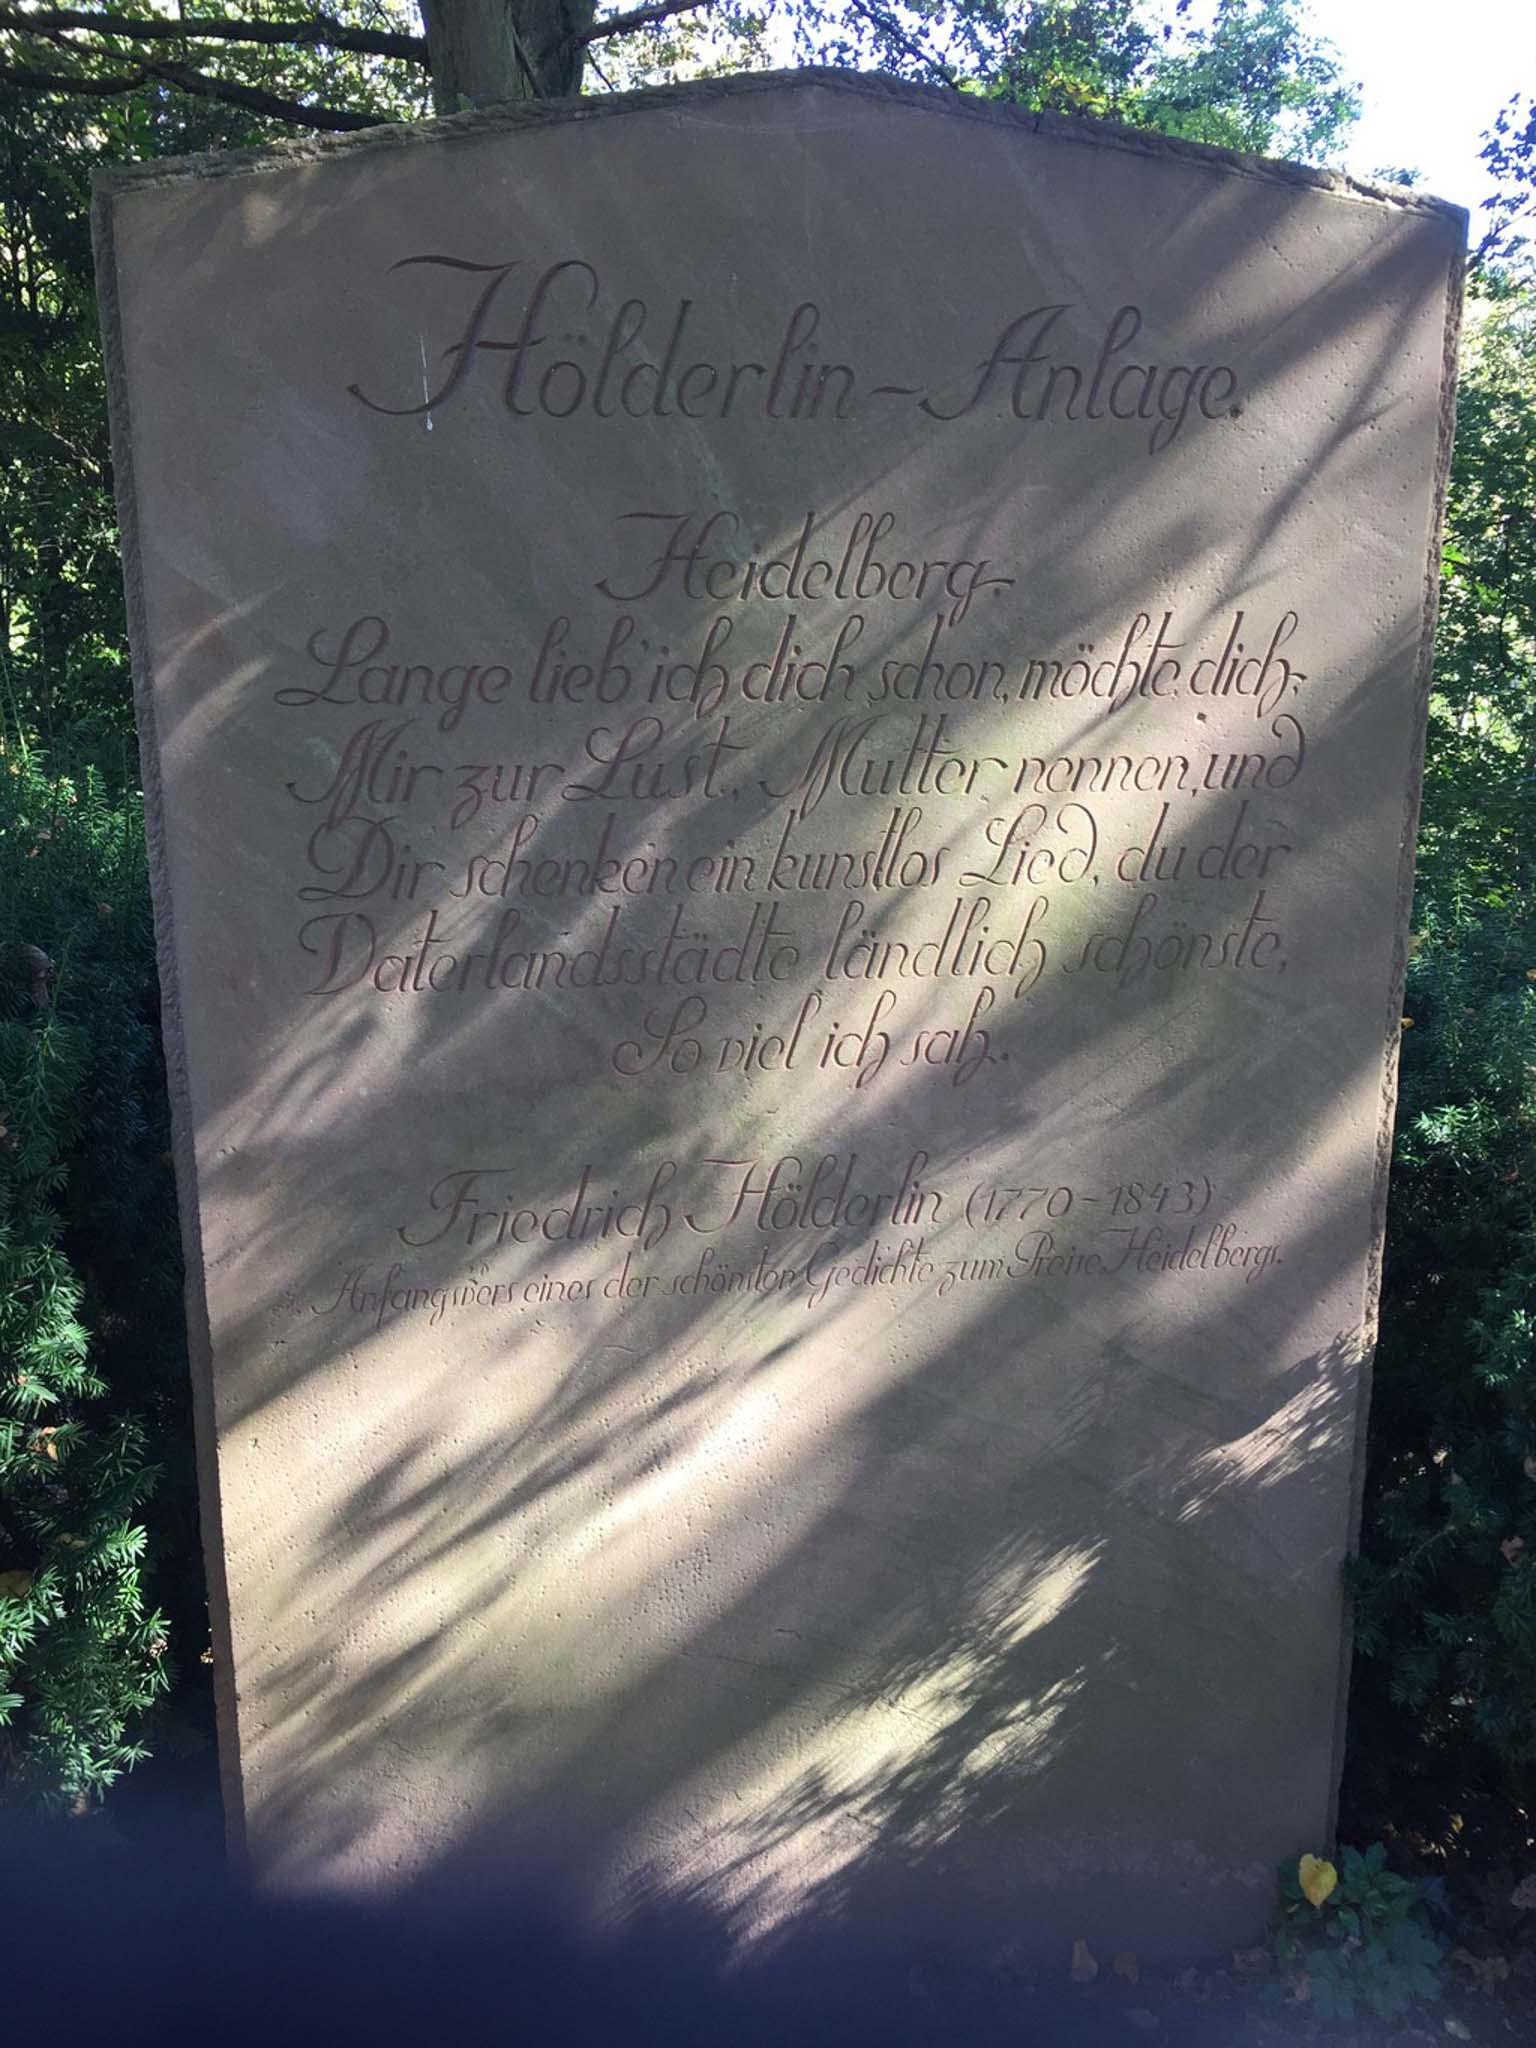 Hölderlin-Anlage.
Heidelberg.
Lange lieb' ich dich schon, möchte dich,
Mir zur Lust, Mutter nennen, und
Dir schenken ein kunstlos Lied, du der
Vaterlandsstädte ländlich schönste,
So viel ich sah.
Friedrich Hölderlin (1770-1843)
Anfangsvers eines der schönsten Gedichte zum Preise Heidelbergs.